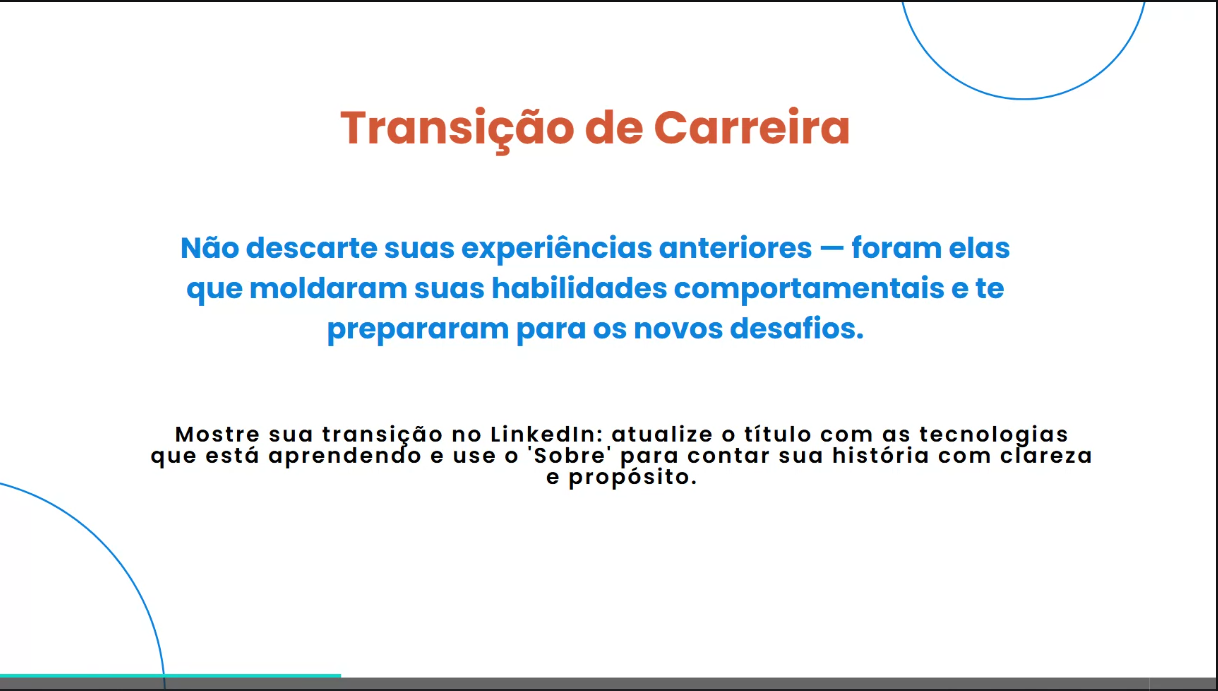 Transição de Carreira
Não descarte suas experiências anteriores — foram elas
que moldaram suas habilidades comportamentais e te
prepararam para os novos desafios.
Mostre sua transição no LinkedIn: atualize o título com as tecnologias
que está aprendendo e use o 'Sobre' para contar sua história com clareza
e propósito.